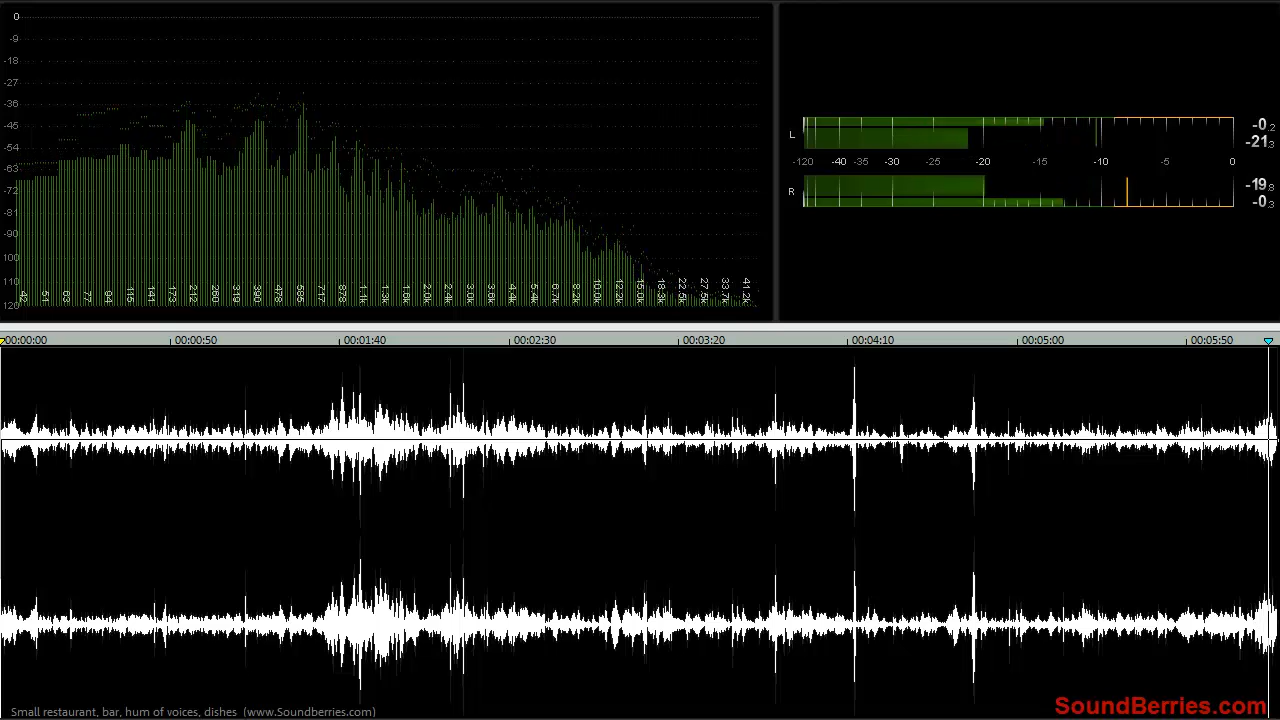 0
-9
-18
-27
-36
-45
-54
-63
-72
-81
-90
100
110
120
42 51 63 77 94 115 141 173 212 260 319 390 478 585 717 878 1.1k 1.3k 1.6k 2.0k 2.4k 3.0k 3.6k 4.4k 5.4k 6.7k 8.2k 10.0k 12.2k 15.0k 18.3k 22.5k 27.5k 33.7k 41.2k
L
-0.2
-21.3
-120 -40 -35 -30 -25 -20 -15 -10 -5 0
R
-19.8
-0.3
00:00:00 00:00:50 00:01:40 00:02:30 00:03:20 00:04:10 00:05:00 00:05:50
Small restaurant, bar, hum of voices, dishes (www.Soundberries.com)
SoundBerries.com